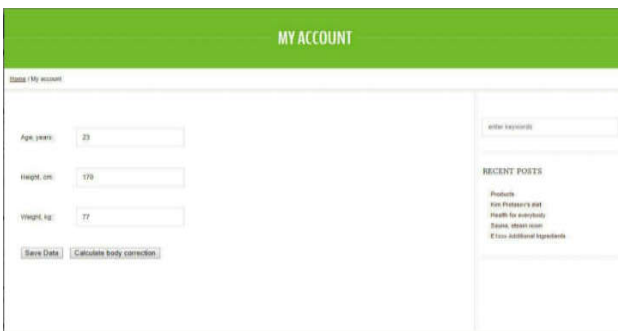 MY ACCOUNT
Home / My account
Age, years: 23
Height, cm: 170
Weight, kg: 77
Save Data Calculate body correction
enter keywords
RECENT POSTS
Products
Kim Protasov's diet
Health for everybody
Sauna, steam room
Additional Ingredients